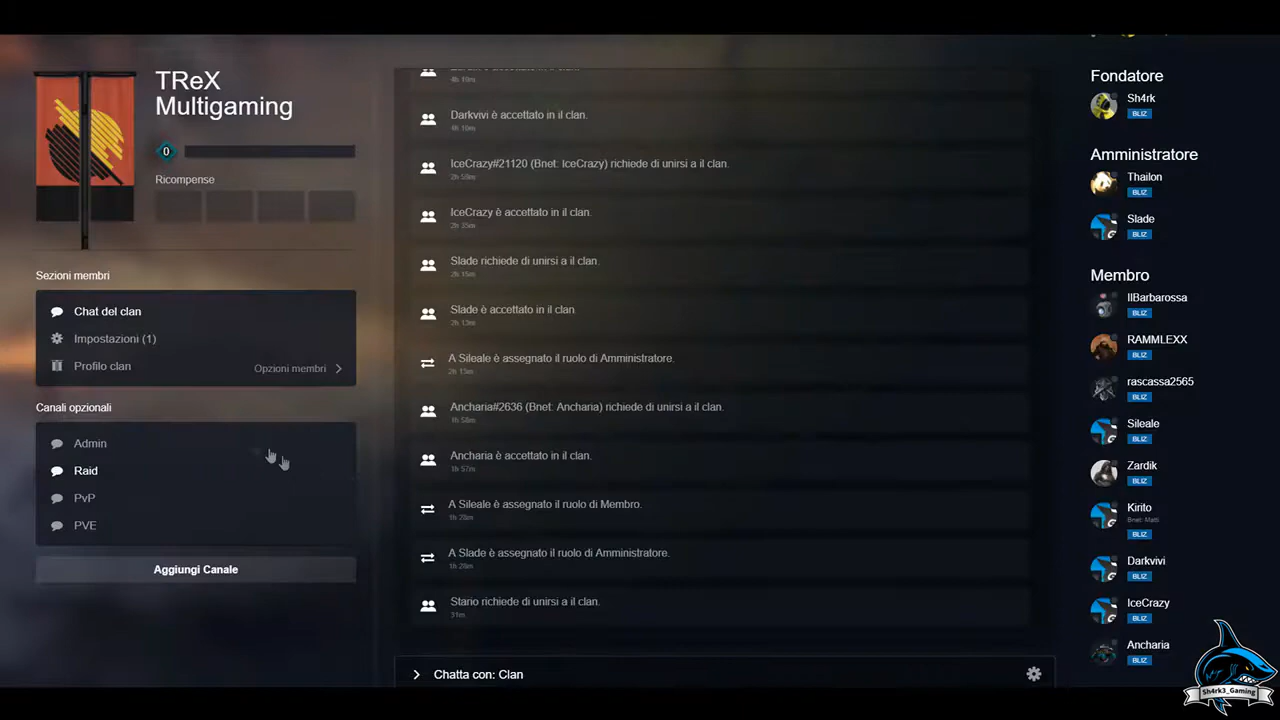 TReX
Multigaming
0
Ricompense
Sezioni membri
Chat del clan
Impostazioni (1)
Profilo clan
Opzioni membri
Canali opzionali
Admin
Raid
PvP
PVE
Aggiungi Canale
4h 19m
Darkvivi è accettato in il clan.
4h 16m
IceCrazy#21120 (Bnet: IceCrazy) richiede di unirsi a il clan.
2h 58m
IceCrazy è accettato in il clan.
2h 35m
Slade richiede di unirsi a il clan.
2h 15m
Slade è accettato in il clan.
2h 13m
A Sileale è assegnato il ruolo di Amministratore.
2h 13m
Ancharia#2636 (Bnet: Ancharia) richiede di unirsi a il clan.
1h 58m
Ancharia è accettato in il clan.
1h 57m
A Sileale è assegnato il ruolo di Membro.
1h 28m
A Slade è assegnato il ruolo di Amministratore.
1h 28m
Stario richiede di unirsi a il clan.
31m
Chatta con: Clan
Fondatore
Sh4rk
BLIZ
Amministratore
Thailon
BLIZ
Slade
BLIZ
Membro
IlBarbarossa
BLIZ
RAMMLEXX
BLIZ
rascassa2565
BLIZ
Sileale
BLIZ
Zardik
BLIZ
Kirito
Bnet: Matti
BLIZ
Darkvivi
BLIZ
IceCrazy
BLIZ
Ancharia
BLIZ
Sh4rk3_Gaming